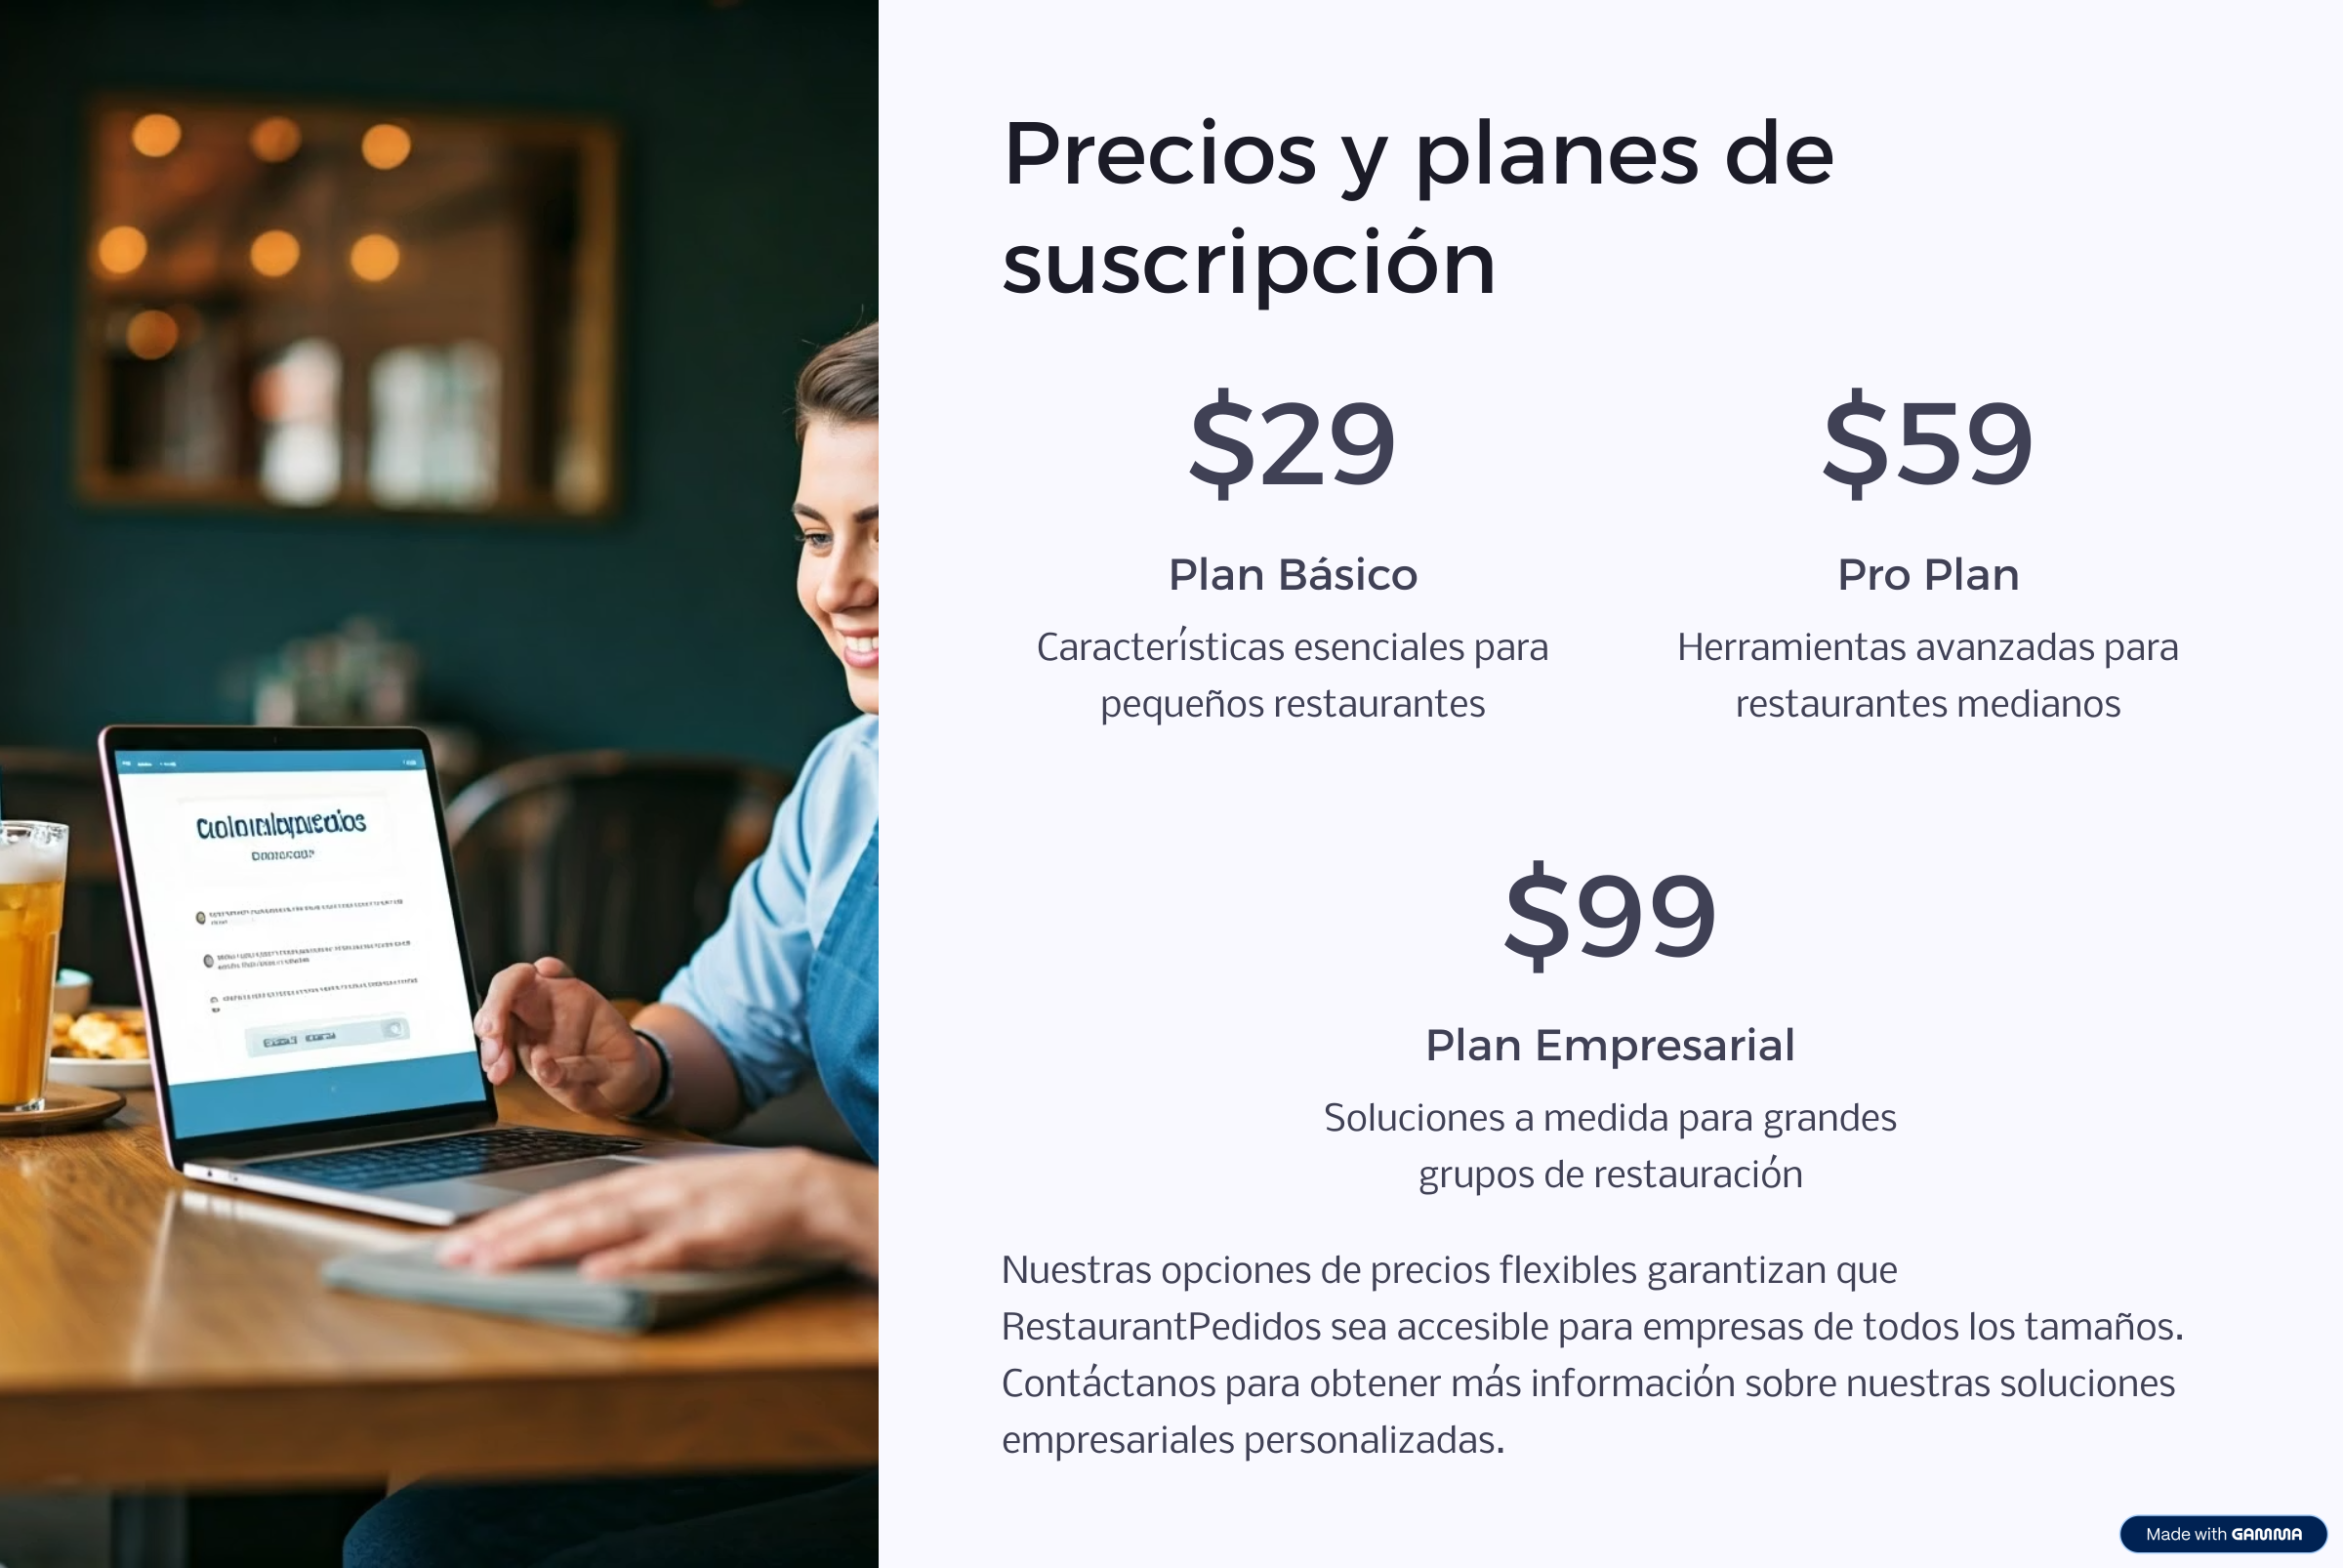 Precios y planes de
suscripción
$29
Plan Básico
Características esenciales para
pequeños restaurantes
$59
Pro Plan
Herramientas avanzadas para
restaurantes medianos
$99
Plan Empresarial
Soluciones a medida para grandes
grupos de restauración
Nuestras opciones de precios flexibles garantizan que
RestaurantPedidos sea accesible para empresas de todos los tamaños.
Contáctanos para obtener más información sobre nuestras soluciones
empresariales personalizadas.
Made with GAMMA